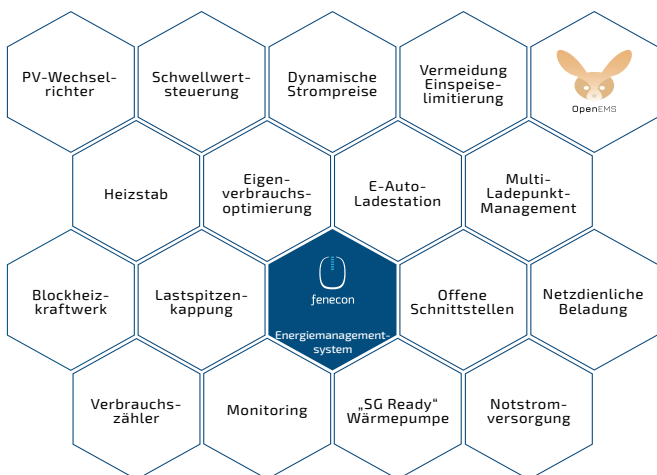 PV-Wechsel-
richter
Schwellwert-
steuerung
Dynamische
Strompreise
Vermeidung
Einspeise-
limitierung
OpenEMS
Heizstab
Eigen-
verbrauchs-
optimierung
E-Auto-
Ladestation
Multi-
Ladepunkt-
Management
Blockheiz-
kraftwerk
Lastspitzen-
kappung
fenecon
Energiemanagement-
system
Offene
Schnittstellen
Netzdienliche
Beladung
Verbrauchs-
zähler
Monitoring
„SG Ready“
Wärmepumpe
Notstrom-
versorgung